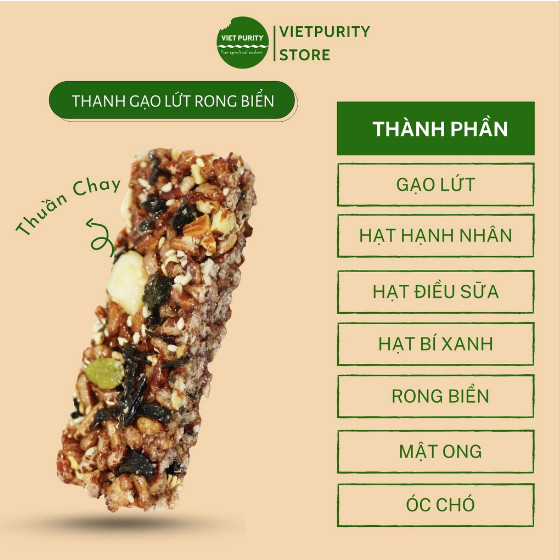 VIET PURITY
VIETPURITY
STORE
THANH GẠO LỨT RONG BIỂN
Thuần Chay
THÀNH PHẦN
GẠO LỨT
HẠT HẠNH NHÂN
HẠT ĐIỀU SỮA
HẠT BÍ XANH
RONG BIỂN
MẬT ONG
ÓC CHÓ